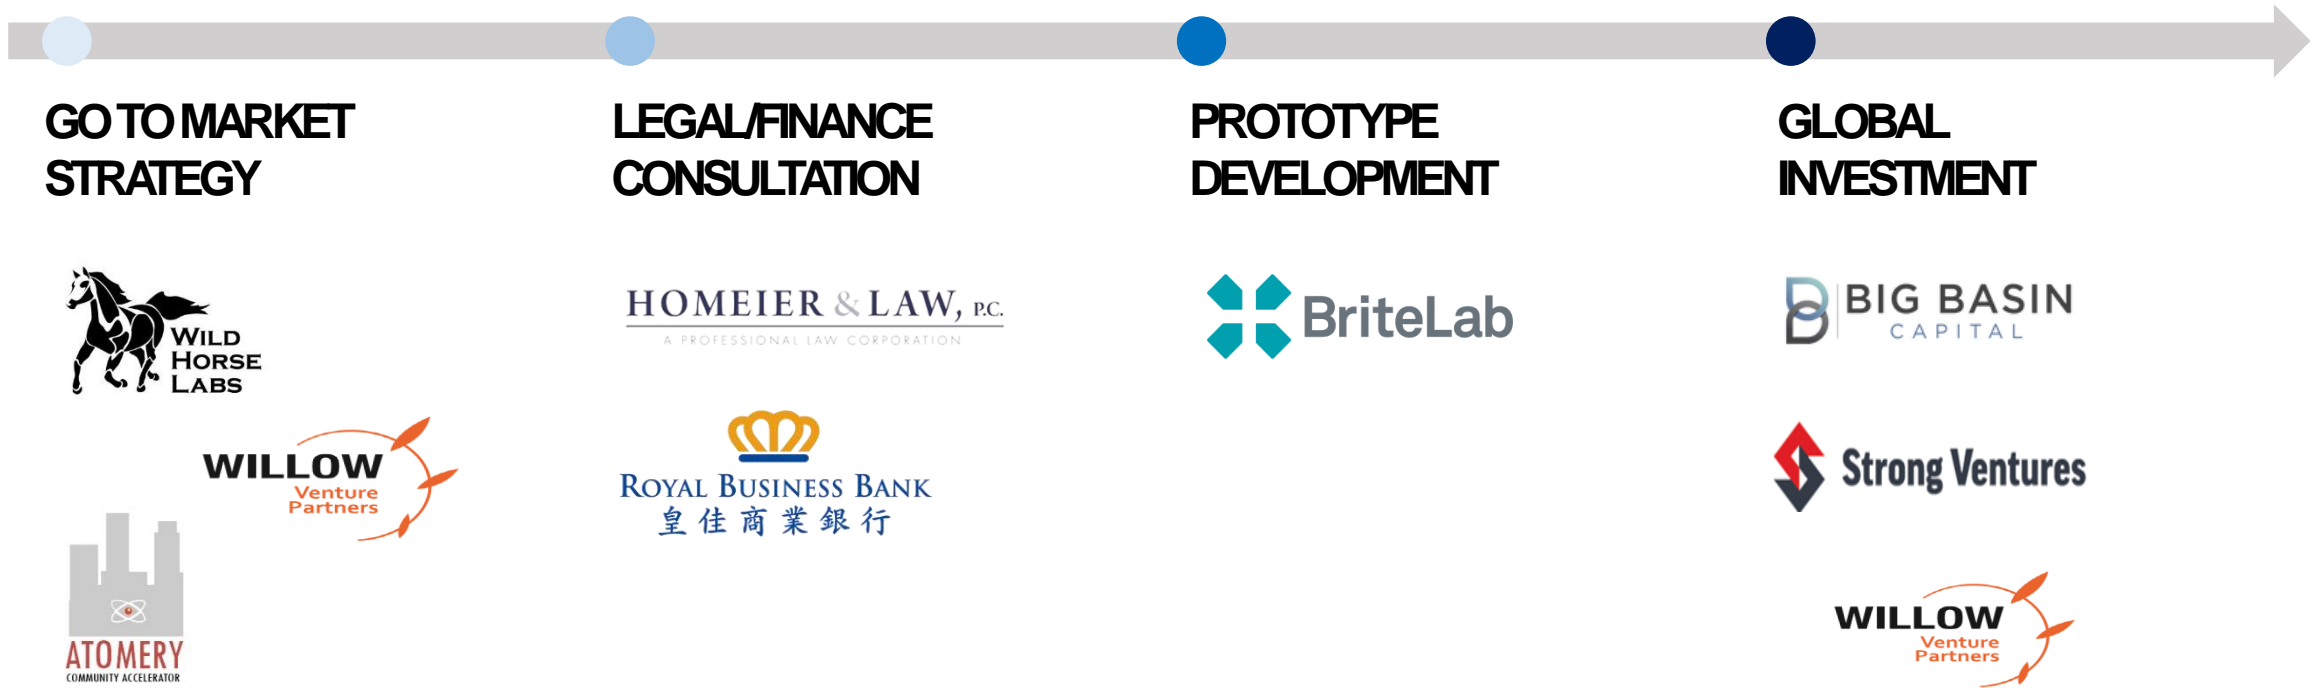 GO TO MARKET
STRATEGY
WILD
HORSE
LABS
WILLOW
Venture
Partners
ATOMERY
COMMUNITY ACCELERATOR
LEGAL/FINANCE
CONSULTATION
HOMEIER & LAW, P.C.
A PROFESSIONAL LAW CORPORATION
ROYAL BUSINESS BANK
皇佳商業銀行
PROTOTYPE
DEVELOPMENT
BriteLab
GLOBAL
INVESTMENT
BIG BASIN
CAPITAL
Strong Ventures
WILLOW
Venture
Partners